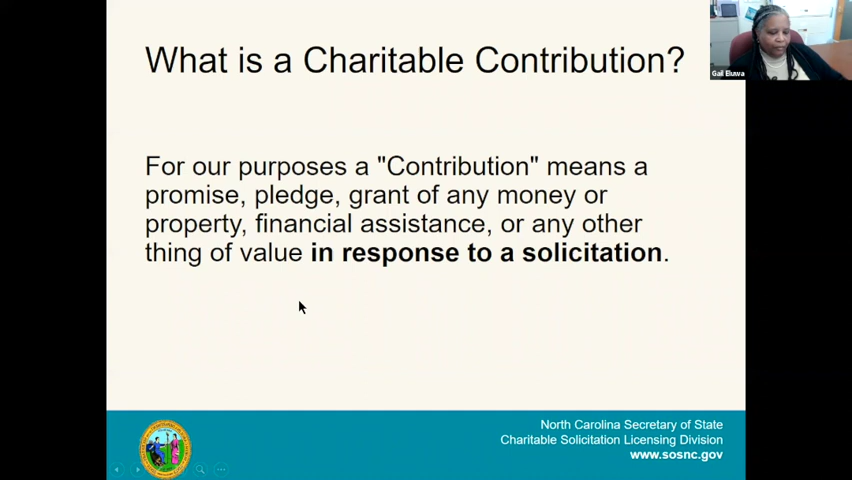 What is a Charitable Contribution?
Gail Eluwa
For our purposes a "Contribution" means a
promise, pledge, grant of any money or
property, financial assistance, or any other
thing of value in response to a solicitation.
North Carolina Secretary of State
Charitable Solicitation Licensing Division
www.sosnc.gov